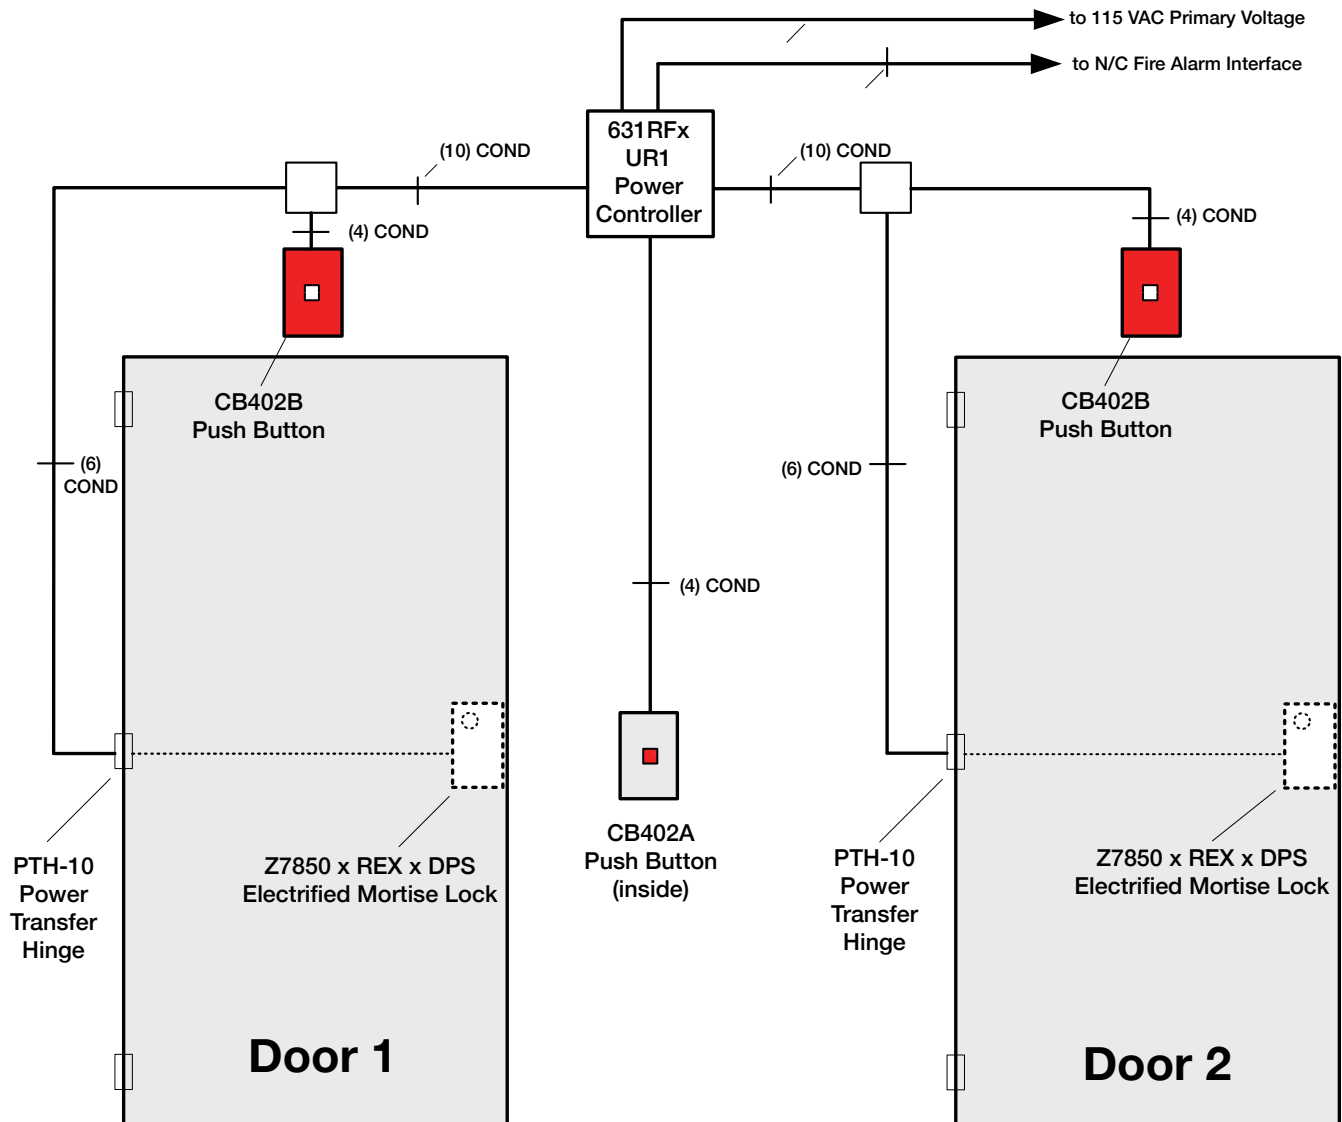 to 115 VAC Primary Voltage
to N/C Fire Alarm Interface
631RFx
UR1
Power
Controller
(10) COND
(10) COND
(4) COND
(4) COND
CB402B
Push Button
CB402B
Push Button
(6)
COND
(6) COND
(4) COND
PTH-10
Power
Transfer
Hinge
Z7850 x REX x DPS
Electrified Mortise Lock
CB402A
Push Button
(inside)
PTH-10
Power
Transfer
Hinge
Z7850 x REX x DPS
Electrified Mortise Lock
Door 1
Door 2